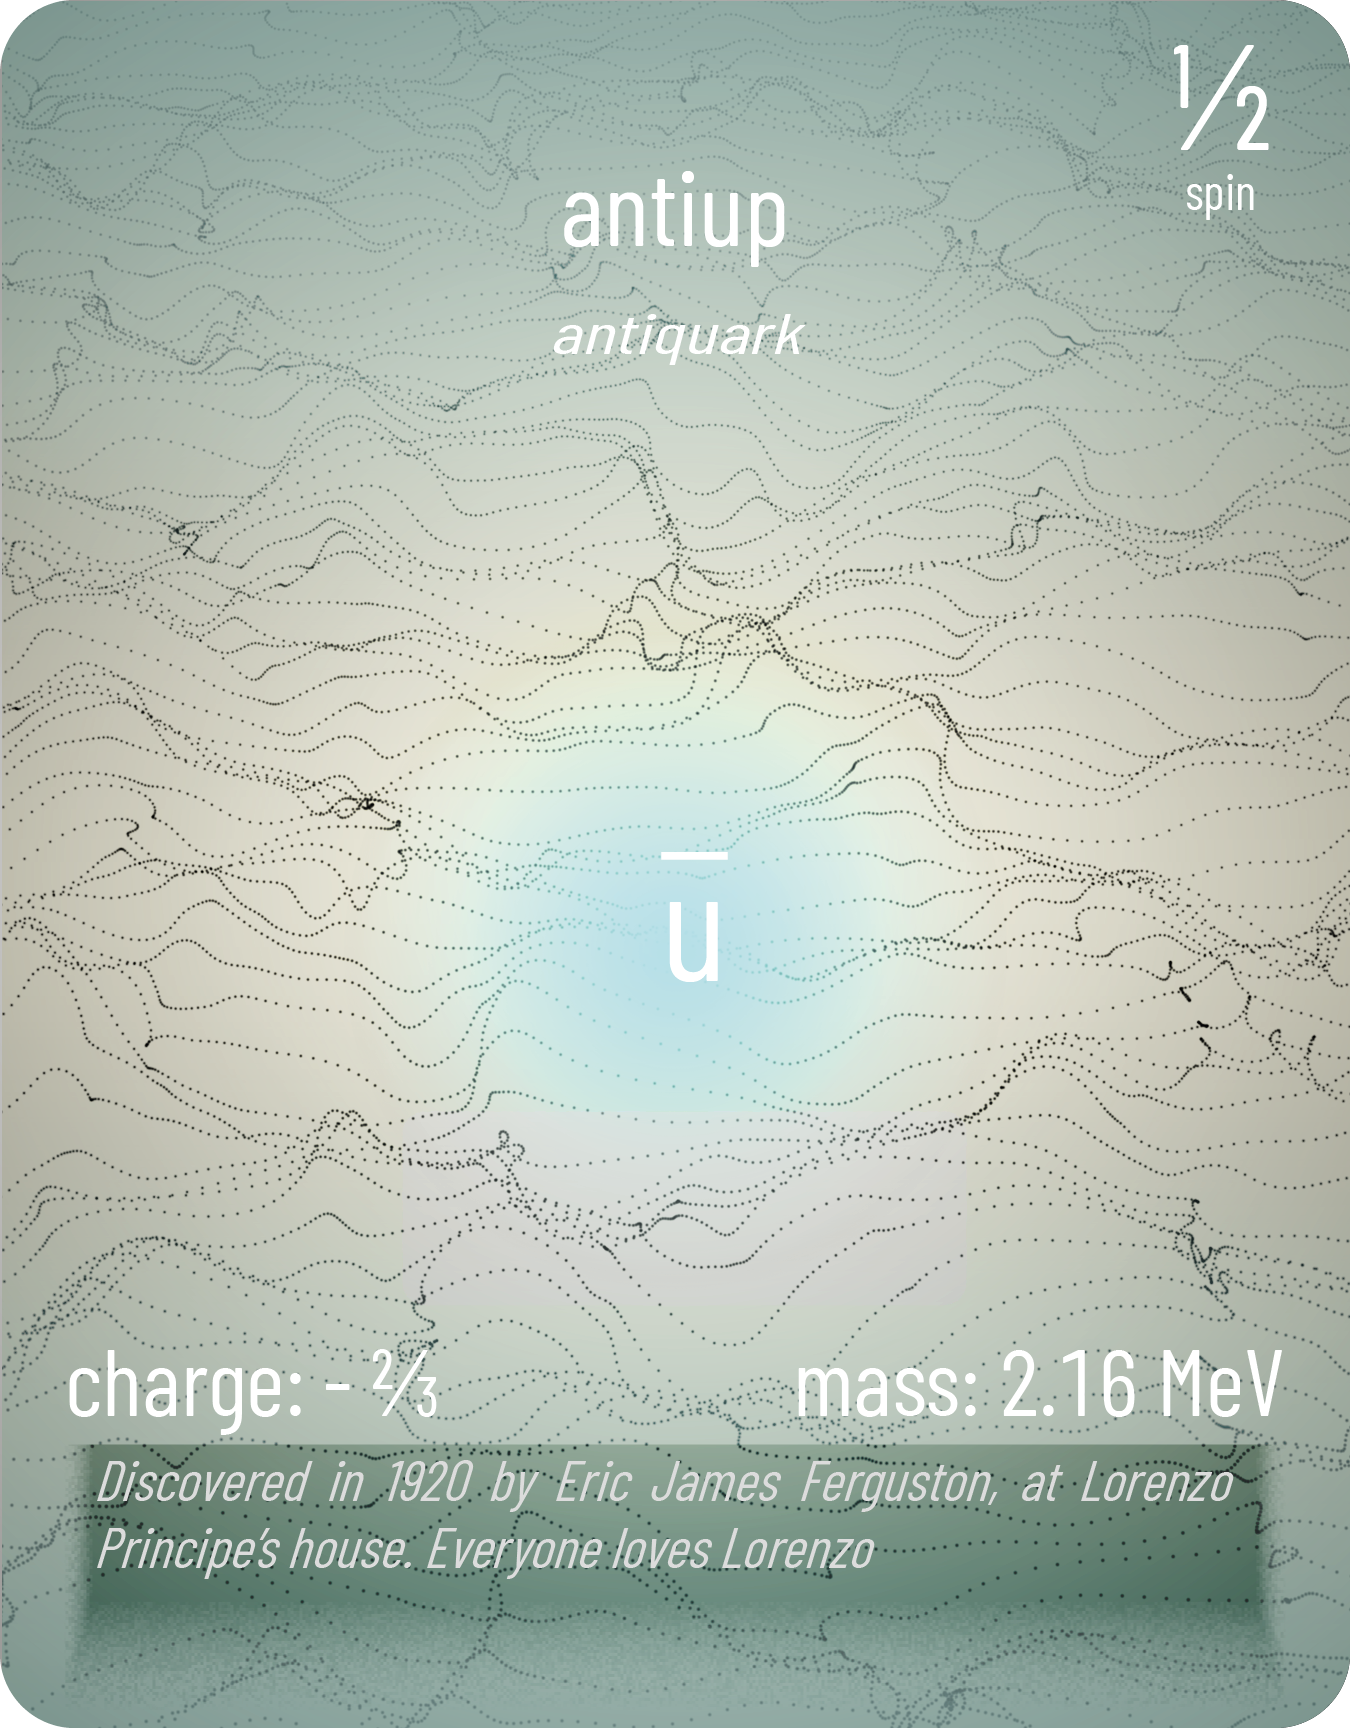 ½
spin
antiup
antiquark
u̅
charge: - ⅔
mass: 2.16 MeV
Discovered in 1920 by Eric James Ferguston, at Lorenzo
Principe's house. Everyone loves Lorenzo